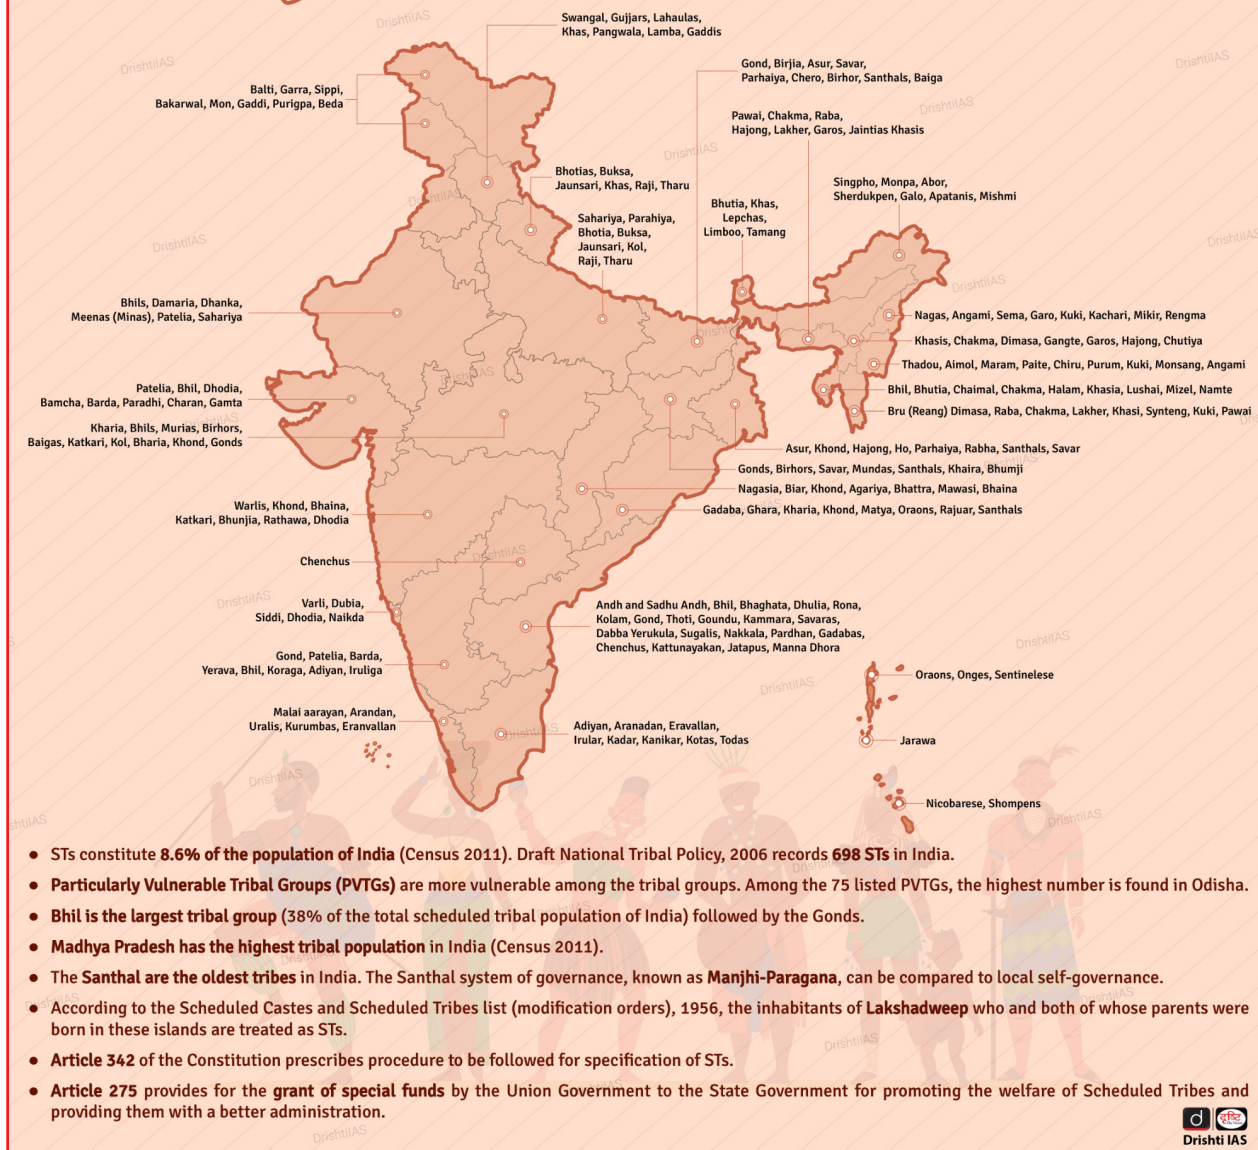 Swangal, Gujjars, Lahaulas,
Khas, Pangwala, Lamba, Gaddis
Gond, Birjia, Asur, Savar,
Parhaiya, Chero, Birhor, Santhals, Baiga
Balti, Garra, Sippi,
Bakarwal, Mon, Gaddi, Purigpa, Beda
Pawai, Chakma, Raba,
Hajong, Lakher, Garos, Jaintias Khasis
Bhotias, Buksa,
Jaunsari, Khas, Raji, Tharu
Singpho, Monpa, Abor,
Sherdukpen, Galo, Apatanis, Mishmi
Bhutia, Khas,
Lepchas,
Limboo, Tamang
Sahariya, Parahiya,
Bhotia, Buksa,
Jaunsari, Kol,
Raji, Tharu
Bhils, Damaria, Dhanka,
Meenas (Minas), Patelia, Sahariya
Nagas, Angami, Sema, Garo, Kuki, Kachari, Mikir, Rengma
Khasis, Chakma, Dimasa, Gangte, Garos, Hajong, Chutiya
Thadou, Aimol, Maram, Paite, Chiru, Purum, Kuki, Monsang, Angami
Patelia, Bhil, Dhodia,
Bamcha, Barda, Paradhi, Charan, Gamta
Bhil, Bhutia, Chaimal, Chakma, Halam, Khasia, Lushai, Mizel, Namte
Bru (Reang) Dimasa, Raba, Chakma, Lakher, Khasi, Synteng, Kuki, Pawai
Kharia, Bhils, Murias, Birhors,
Baigas, Katkari, Kol, Bharia, Khond, Gonds
Asur, Khond, Hajong, Ho, Parhaiya, Rabha, Santhals, Savar
Gonds, Birhors, Savar, Mundas, Santhals, Khaira, Bhumji
Nagasia, Biar, Khond, Agariya, Bhattra, Mawasi, Bhaina
Warlis, Khond, Bhaina,
Katkari, Bhunjia, Rathawa, Dhodia
Gadaba, Ghara, Kharia, Khond, Matya, Oraons, Rajuar, Santhals
Chenchus
Varli, Dubia,
Siddi, Dhodia, Naikda
Andh and Sadhu Andh, Bhil, Bhaghata, Dhulia, Rona,
Kolam, Gond, Thoti, Goundu, Kammara, Savaras,
Dabba Yerukula, Sugalis, Nakkala, Pardhan, Gadabas,
Chenchus, Kattunayakan, Jatapus, Manna Dhora
Gond, Patelia, Barda,
Yerava, Bhil, Koraga, Adiyan, Iruliga
Oraons, Onges, Sentinelese
Malai aarayan, Arandan,
Uralis, Kurumbas, Eranvallan
Adiyan, Aranadan, Eravallan,
Irular, Kadar, Kanikar, Kotas, Todas
Jarawa
Nicobarese, Shompens
● STs constitute 8.6% of the population of India (Census 2011). Draft National Tribal Policy, 2006 records 698 STs in India.
● Particularly Vulnerable Tribal Groups (PVTGs) are more vulnerable among the tribal groups. Among the 75 listed PVTGs, the highest number is found in Odisha.
● Bhil is the largest tribal group (38% of the total scheduled tribal population of India) followed by the Gonds.
● Madhya Pradesh has the highest tribal population in India (Census 2011).
● The Santhal are the oldest tribes in India. The Santhal system of governance, known as Manjhi-Paragana, can be compared to local self-governance.
● According to the Scheduled Castes and Scheduled Tribes list (modification orders), 1956, the inhabitants of Lakshadweep who and both of whose parents were
born in these islands are treated as STs.
● Article 342 of the Constitution prescribes procedure to be followed for specification of STs.
● Article 275 provides for the grant of special funds by the Union Government to the State Government for promoting the welfare of Scheduled Tribes and
providing them with a better administration.
d दृष्टि
Drishti IAS
DrishtiIAS